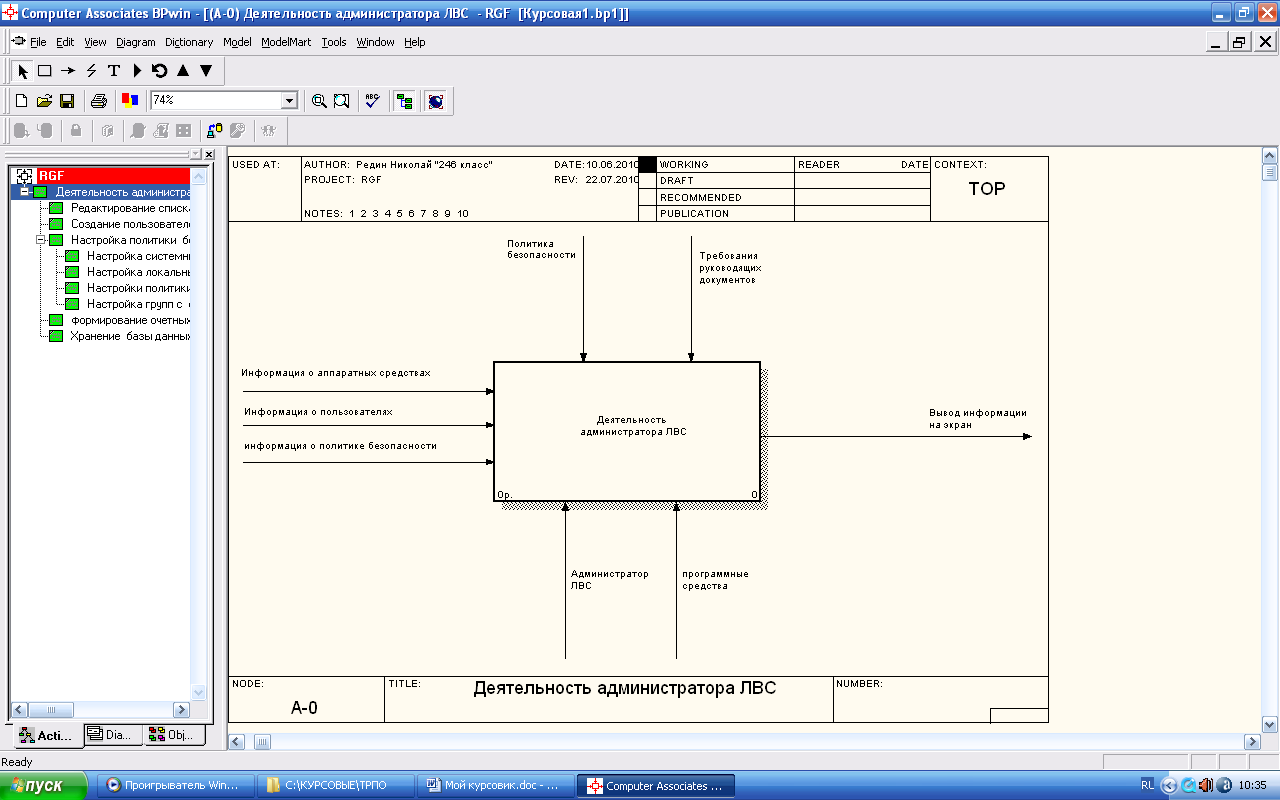 Computer Associates BPwin - [(A-0) Деятельность администратора ЛВС - RGF [Курсовая1.bp1]]
File Edit View Diagram Dictionary Model ModelMart Tools Window Help
T
74%
ABC
RGF
Деятельность администра
Редактирование списка
Создание пользовател
Настройка политики б
Настройка системн
Настройка локальн
Настройки политики
Настройка групп с
Формирование очетных
Хранение базы данны
Acti... Dia... Obj...
USED AT:
AUTHOR: Редин Николай "246 класс"
DATE: 10.06.2010
PROJECT: RGF
REV: 22.07.2010
NOTES: 1 2 3 4 5 6 7 8 9 10
WORKING
DRAFT
RECOMMENDED
PUBLICATION
READER DATE
CONTEXT:
TOP
Политика
безопасности
Требования
руководящих
документов
Информация о аппаратных средствах
Информация о пользователях
информация о политике безопасности
Деятельность
администратора ЛВС
0р. 0
Вывод информации
на экран
Администратор
ЛВС
программные
средства
NODE:
A-0
TITLE:
Деятельность администратора ЛВС
NUMBER:
Ready
пуск
Проигрыватель Win...
C:\КУРСОВЫЕ\ТРПО
Мой курсовик.doc - ...
Computer Associates ...
RL
10:35